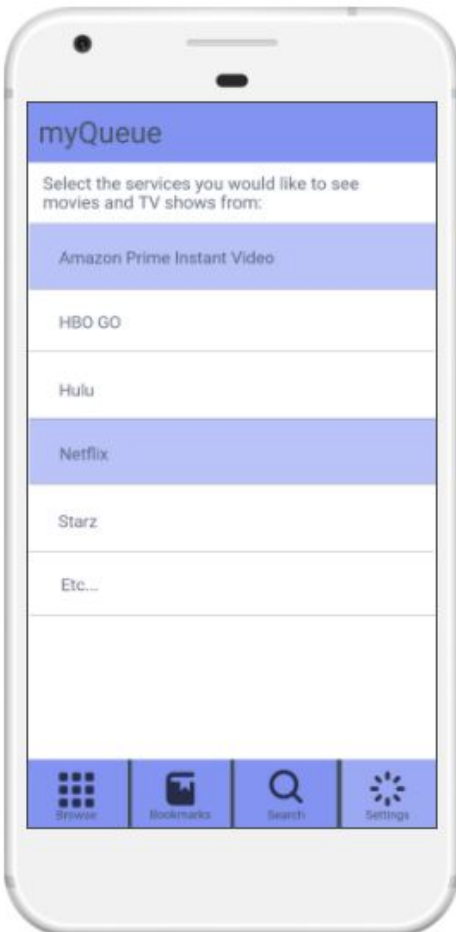 myQueue
Select the services you would like to see
movies and TV shows from:
Amazon Prime Instant Video
HBO GO
Hulu
Netflix
Starz
Etc...
Browse
Bookmarks
Search
Settings